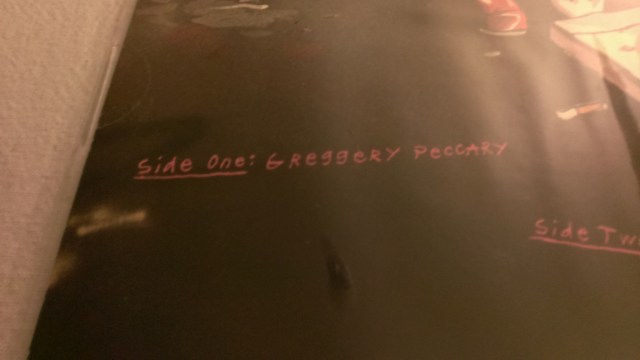 Side One: GREGGERY PECCARY
Side Tw